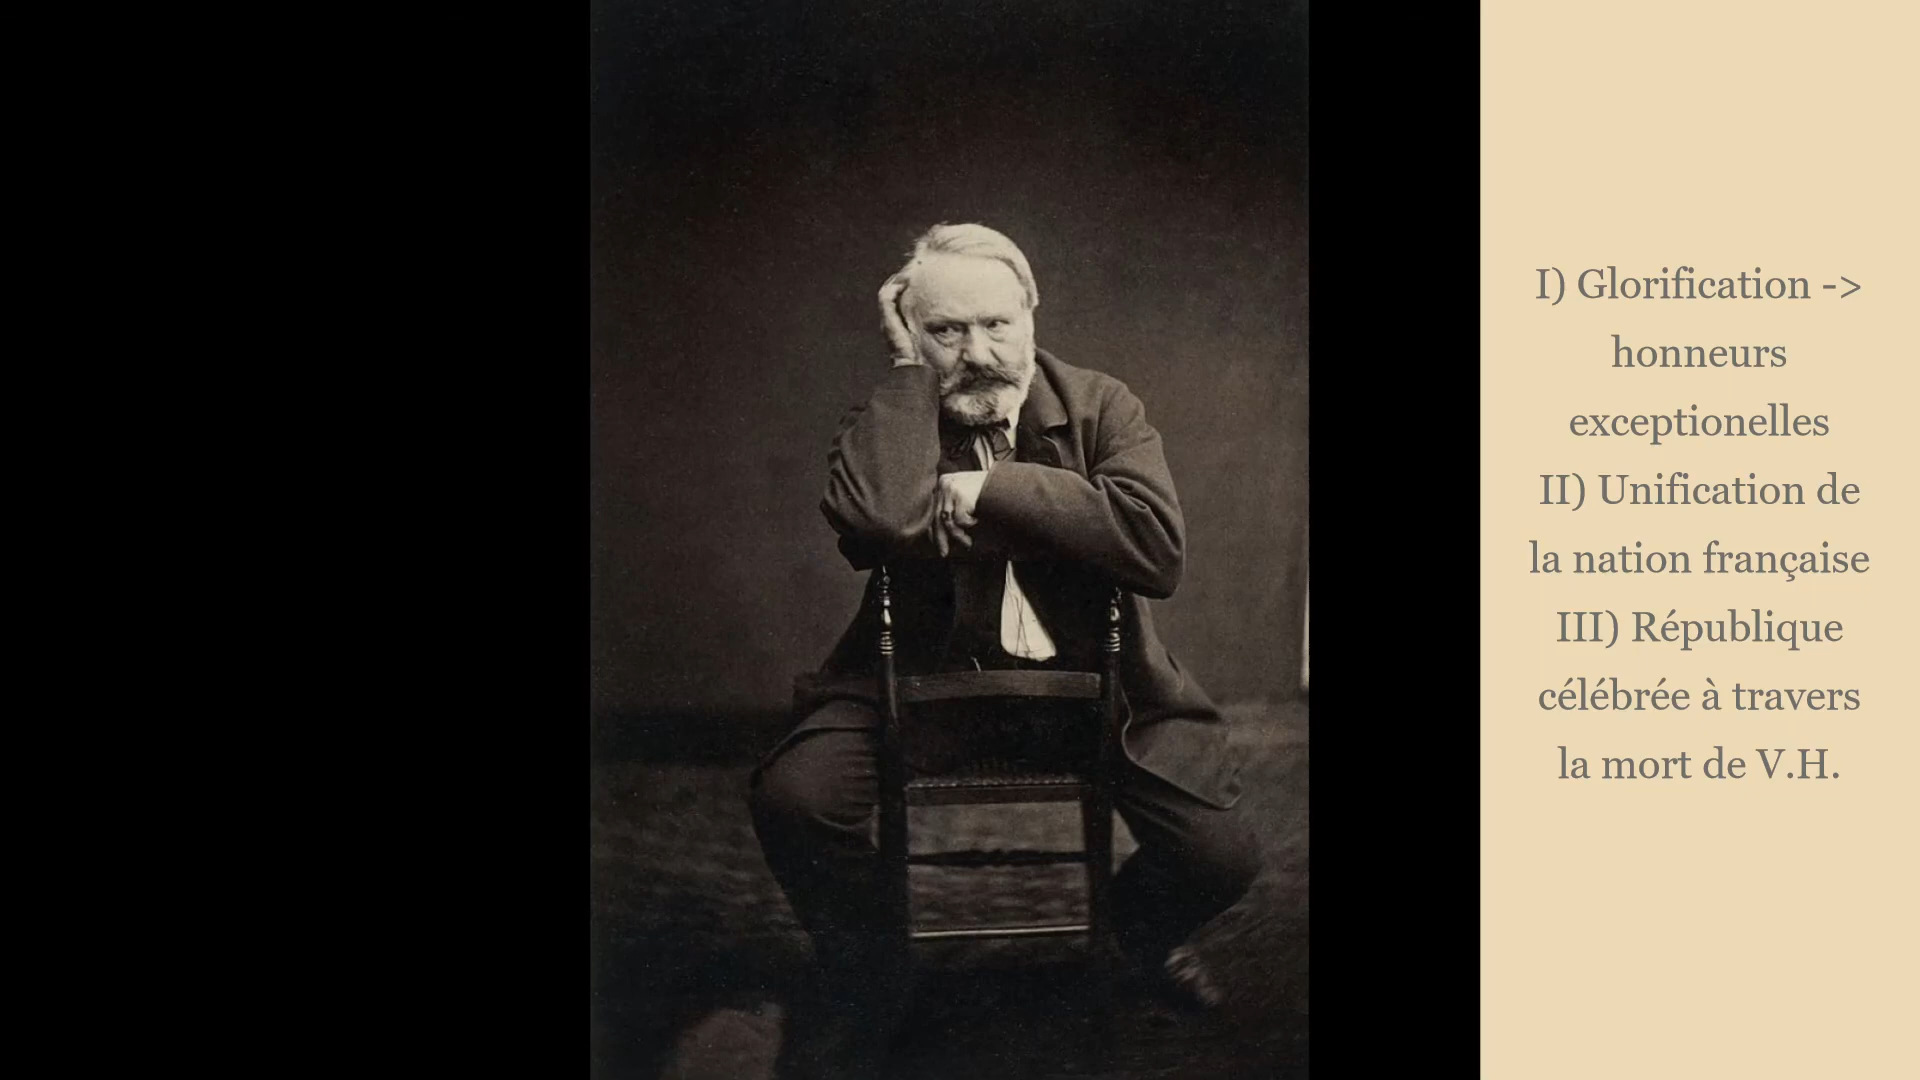 I) Glorification ->
honneurs
exceptionelles
II) Unification de
la nation française
III) République
célébrée à travers
la mort de V.H.